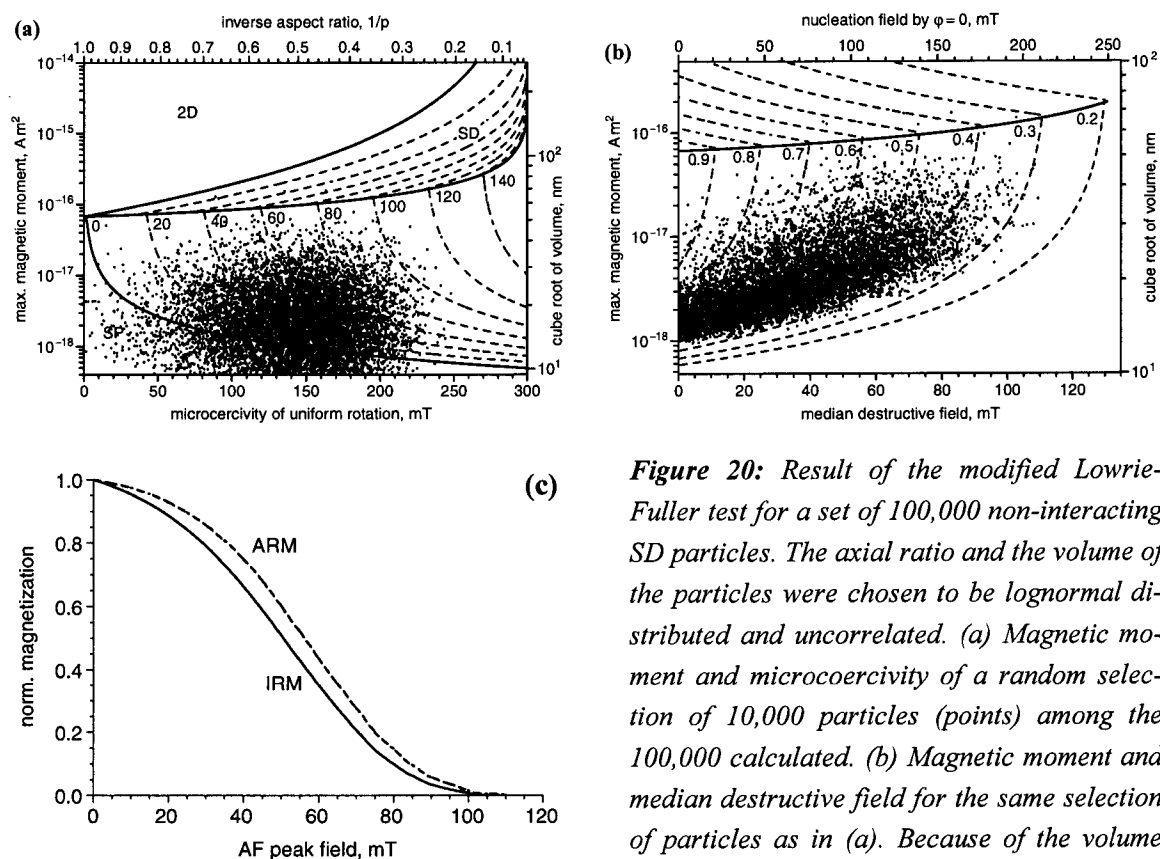 (a)
inverse aspect ratio, 1/p
1.0 0.9 0.8 0.7 0.6 0.5 0.4 0.3 0.2 0.1
max. magnetic moment, A m²
10⁻¹⁴
10⁻¹⁵
10⁻¹⁶
10⁻¹⁷
10⁻¹⁸
2D
SD
SP
0 20 40 60 80 100 120 140
cube root of volume, nm
10²
10¹
0 50 100 150 200 250 300
microcercivity of uniform rotation, mT
(b)
nucleation field by φ = 0, mT
0 50 100 150 200 250
max. magnetic moment, A m²
10⁻¹⁶
10⁻¹⁷
10⁻¹⁸
0.9 0.8 0.7 0.6 0.5 0.4 0.3 0.2
cube root of volume, nm
10²
10¹
0 20 40 60 80 100 120
median destructive field, mT
(c)
norm. magnetization
1.0
0.8
0.6
0.4
0.2
0.0
ARM
IRM
0 20 40 60 80 100 120
AF peak field, mT
Figure 20: Result of the modified Lowrie-
Fuller test for a set of 100,000 non-interacting
SD particles. The axial ratio and the volume of
the particles were chosen to be lognormal di-
stributed and uncorrelated. (a) Magnetic mo-
ment and microcoercivity of a random selec-
tion of 10,000 particles (points) among the
100,000 calculated. (b) Magnetic moment and
median destructive field for the same selection
of particles as in (a). Because of the volume